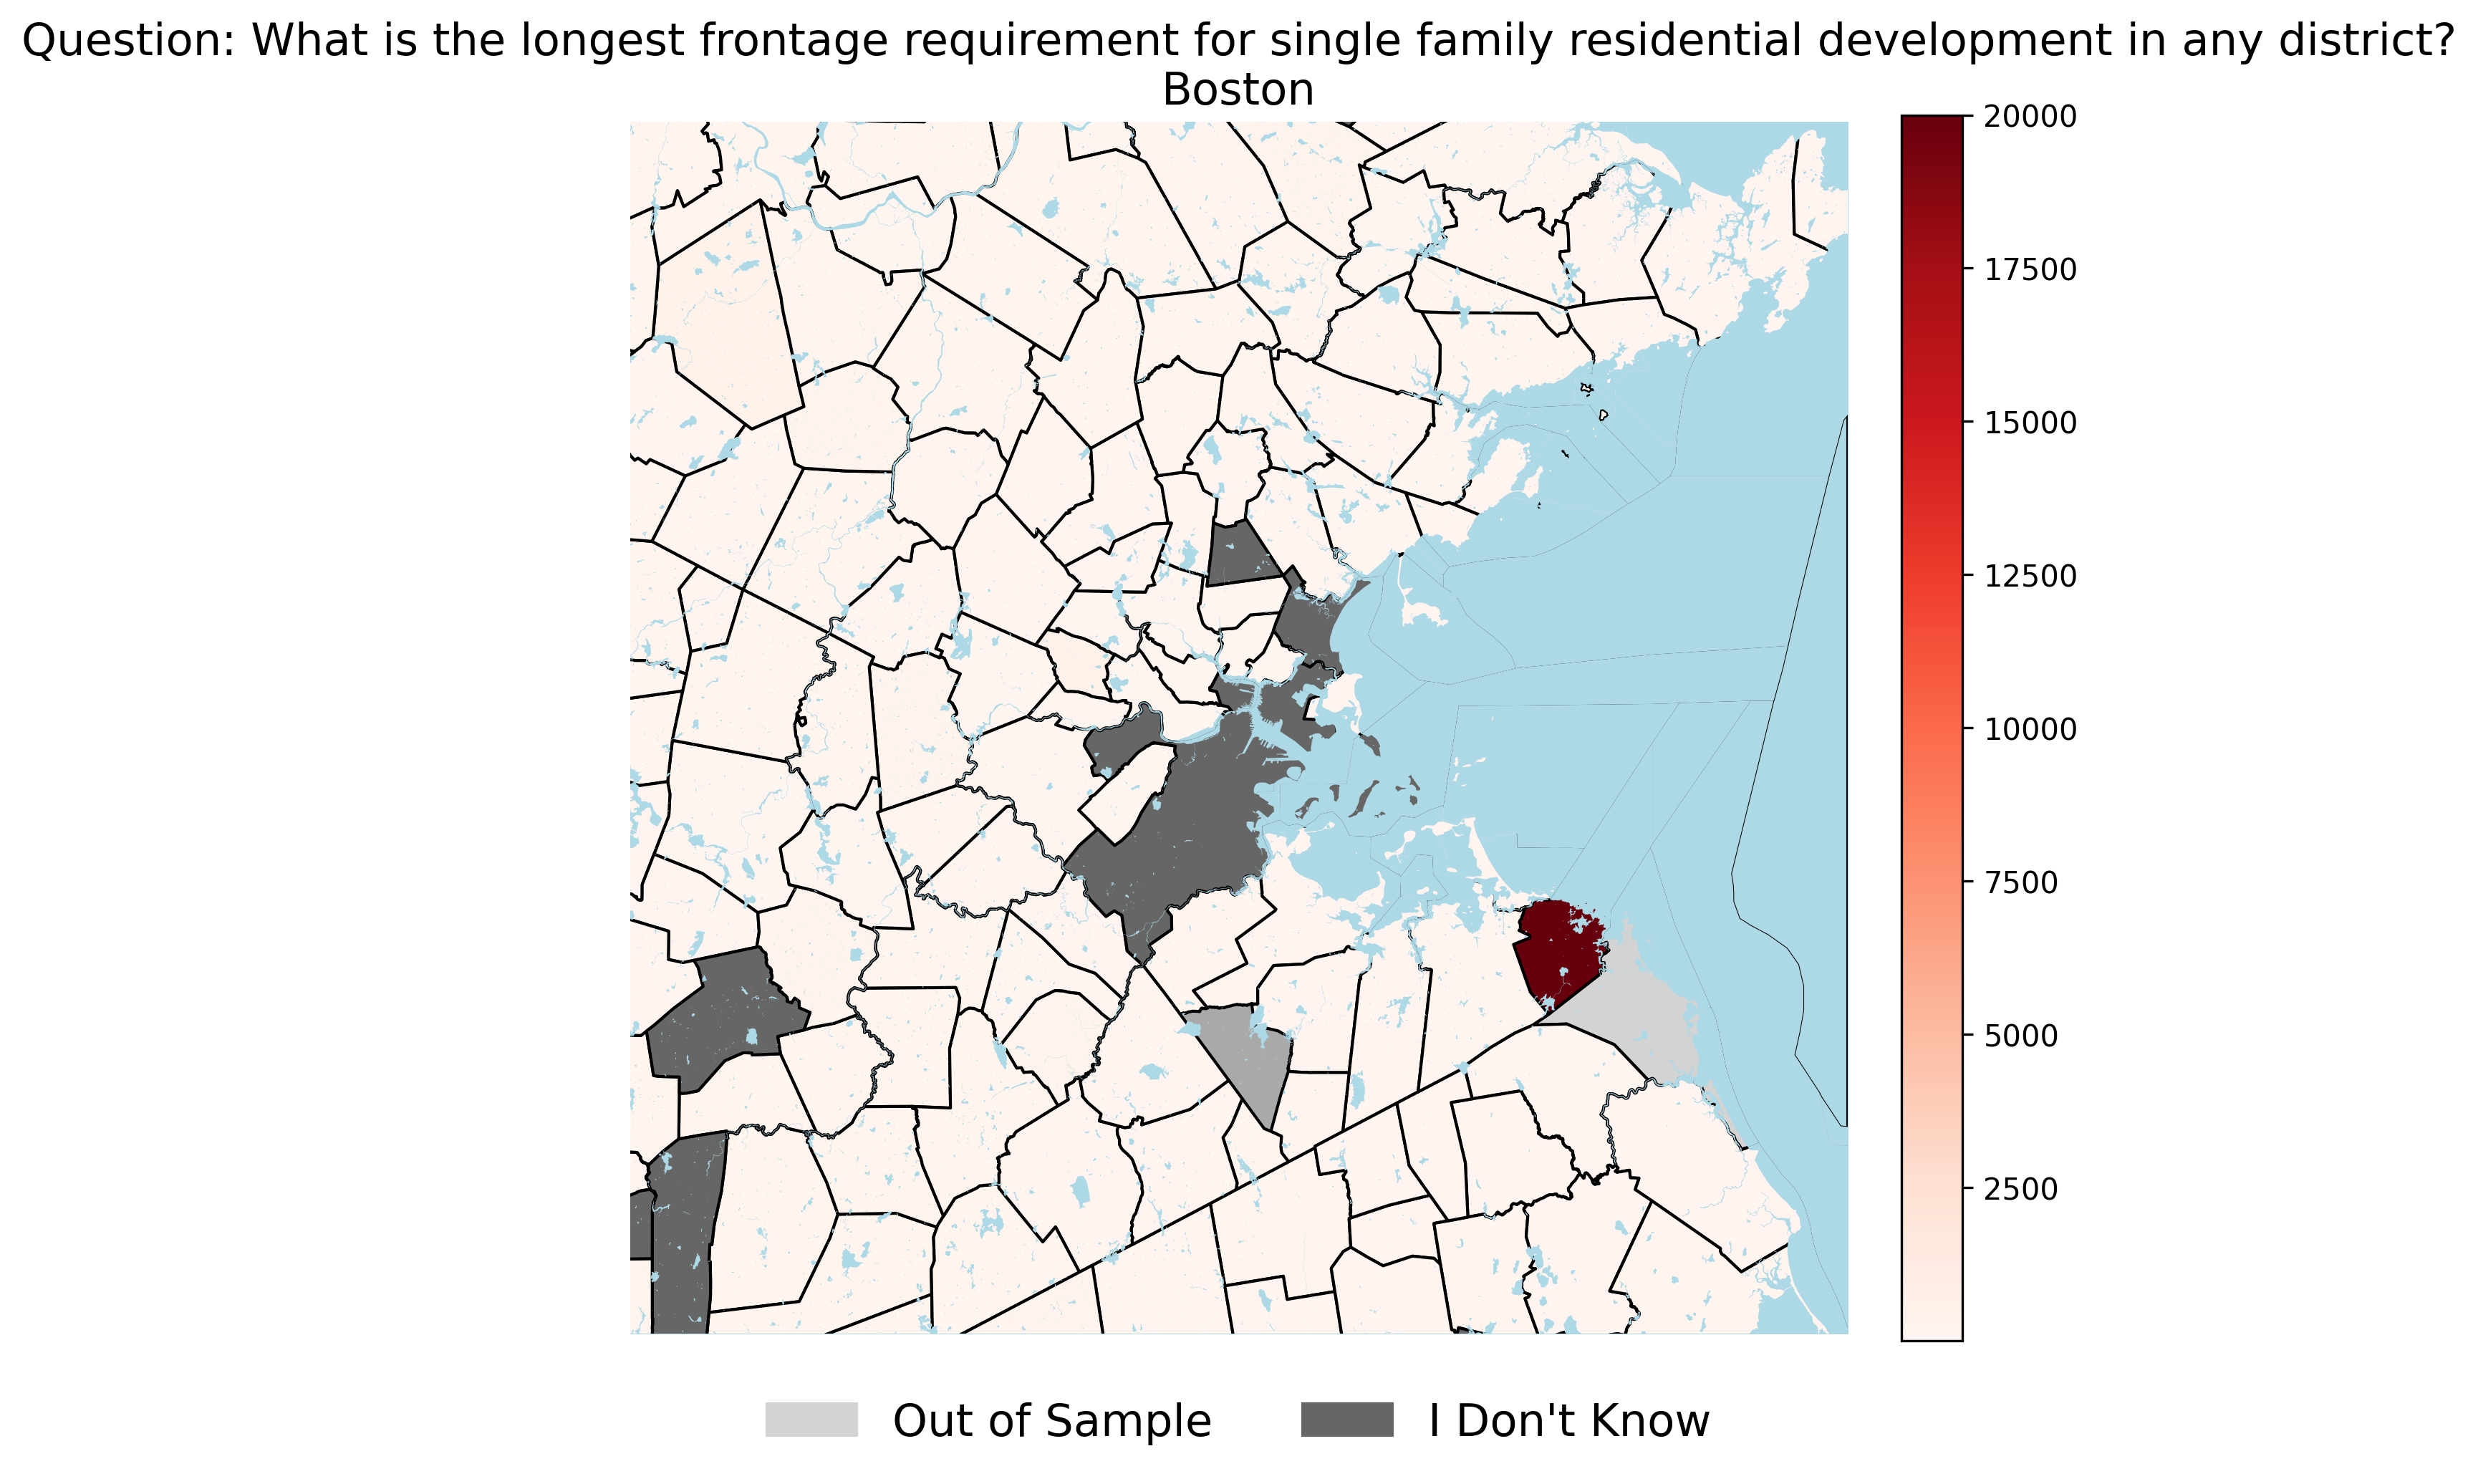 Question: What is the longest frontage requirement for single family residential development in any district?
Boston
20000
17500
15000
12500
10000
7500
5000
2500
Out of Sample
I Don't Know